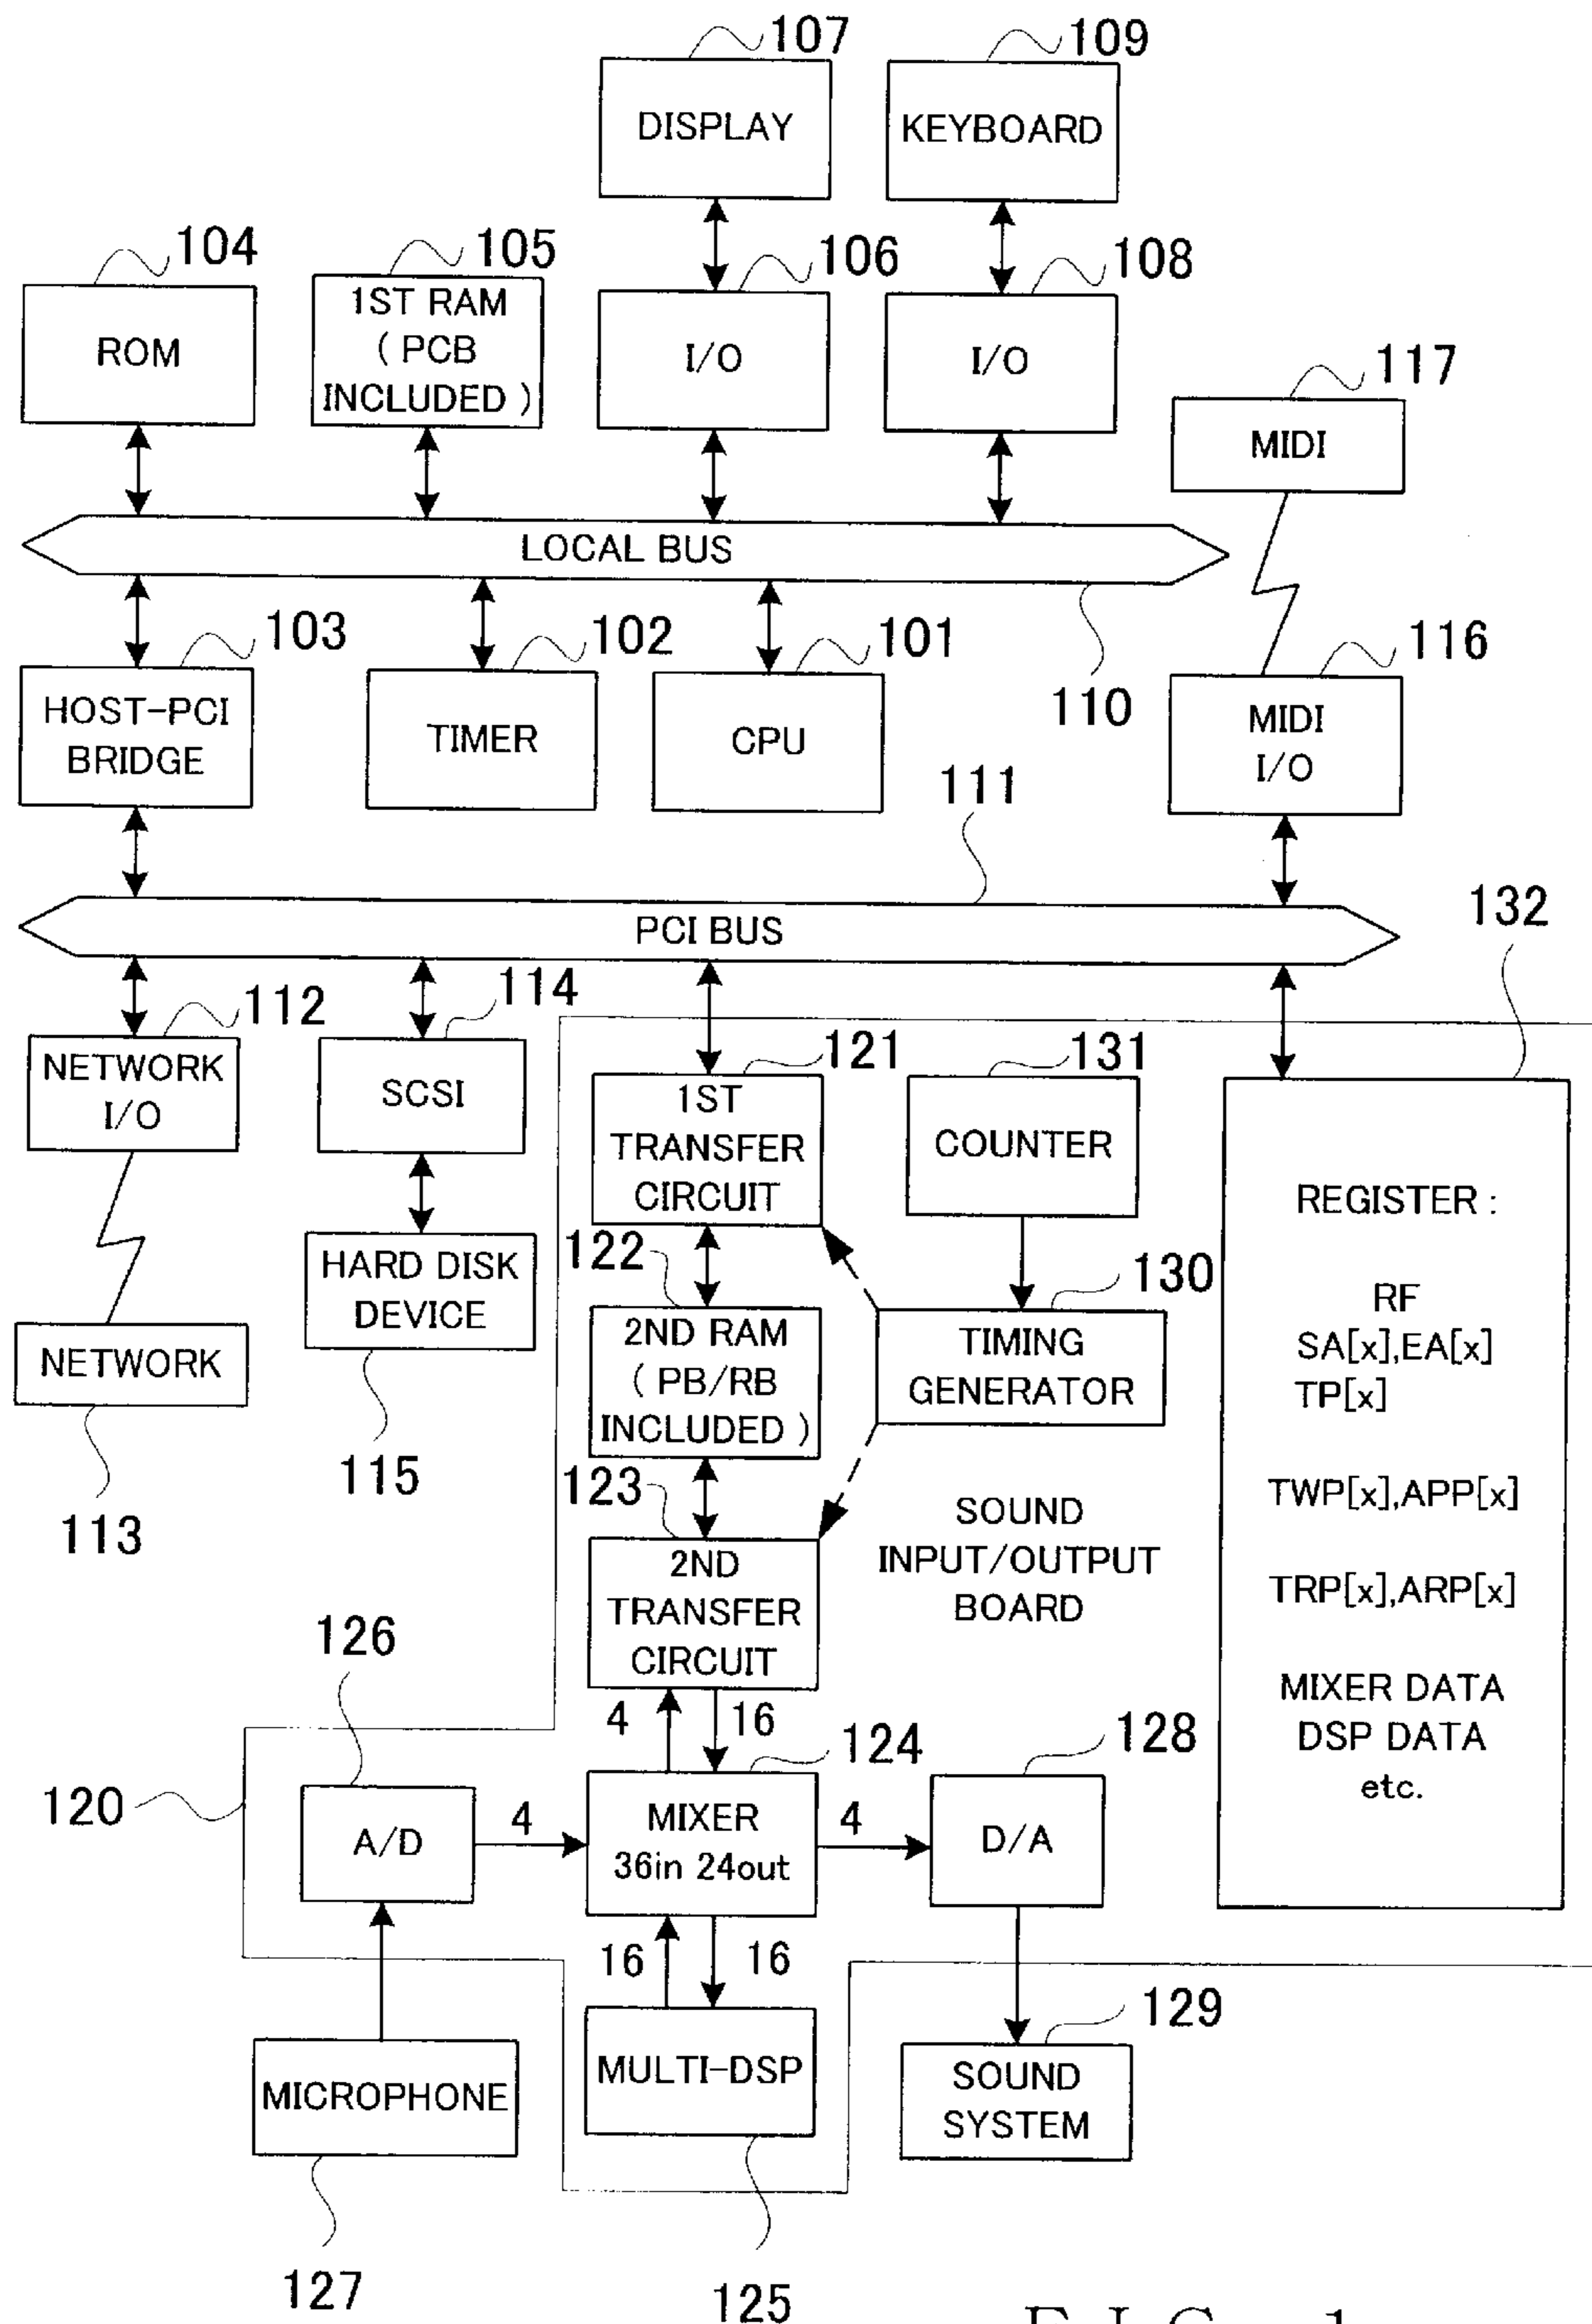 107
109
DISPLAY
KEYBOARD
104
105
106
108
ROM
1ST RAM
( PCB
INCLUDED )
I/O
I/O
117
MIDI
LOCAL BUS
103
102
101
110
116
HOST-PCI
BRIDGE
TIMER
CPU
MIDI
I/O
111
PCI BUS
132
112
114
121
131
NETWORK
I/O
SCSI
1ST
TRANSFER
CIRCUIT
COUNTER
REGISTER :
RF
SA[x],EA[x]
TP[x]
TWP[x],APP[x]
TRP[x],ARP[x]
MIXER DATA
DSP DATA
etc.
122
130
HARD DISK
DEVICE
2ND RAM
( PB/RB
INCLUDED )
TIMING
GENERATOR
NETWORK
113
115
123
2ND
TRANSFER
CIRCUIT
SOUND
INPUT/OUTPUT
BOARD
126
4
16
124
128
120
A/D
4
MIXER
36in 24out
4
D/A
16
16
129
MICROPHONE
MULTI-DSP
SOUND
SYSTEM
127
125
FIG. 1